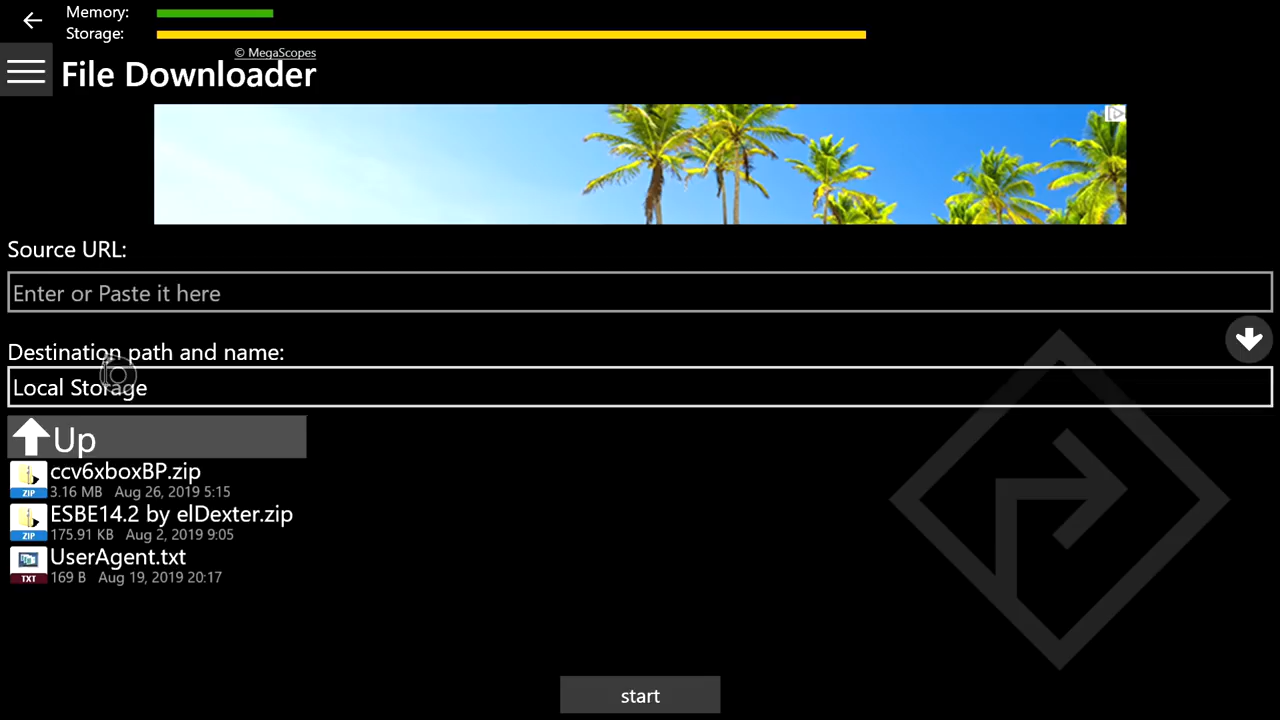 Memory:
Storage:
© MegaScopes
File Downloader
Source URL:
Enter or Paste it here
Destination path and name:
Local Storage
Up
ccv6xboxBP.zip
ZIP 3.16 MB Aug 26, 2019 5:15
ESBE14.2 by elDexter.zip
ZIP 175.91 KB Aug 2, 2019 9:05
UserAgent.txt
TXT 169 B Aug 19, 2019 20:17
start